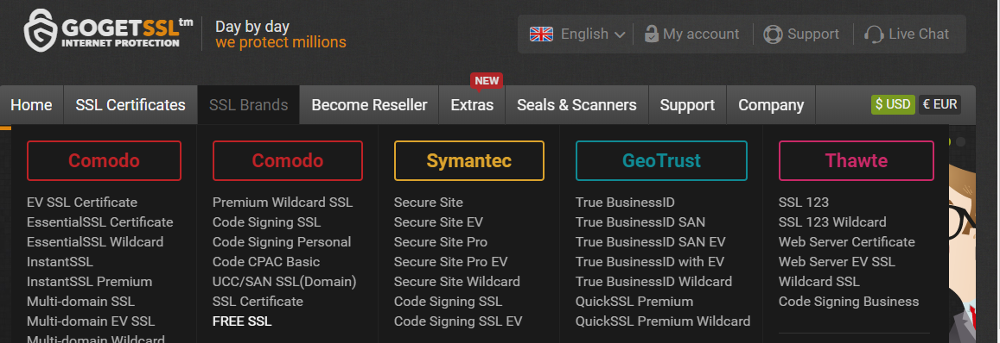 GOGETSSL™
INTERNET PROTECTION
Day by day
we protect millions
English
My account
Support
Live Chat
NEW
Home
SSL Certificates
SSL Brands
Become Reseller
Extras
Seals & Scanners
Support
Company
$ USD
€ EUR
Comodo
EV SSL Certificate
EssentialSSL Certificate
EssentialSSL Wildcard
InstantSSL
InstantSSL Premium
Multi-domain SSL
Multi-domain EV SSL
Multi-domain Wildcard
Comodo
Premium Wildcard SSL
Code Signing SSL
Code Signing Personal
Code CPAC Basic
UCC/SAN SSL(Domain)
SSL Certificate
FREE SSL
Symantec
Secure Site
Secure Site EV
Secure Site Pro
Secure Site Pro EV
Secure Site Wildcard
Code Signing SSL
Code Signing SSL EV
GeoTrust
True BusinessID
True BusinessID SAN
True BusinessID SAN EV
True BusinessID with EV
True BusinessID Wildcard
QuickSSL Premium
QuickSSL Premium Wildcard
Thawte
SSL 123
SSL 123 Wildcard
Web Server Certificate
Web Server EV SSL
Wildcard SSL
Code Signing Business